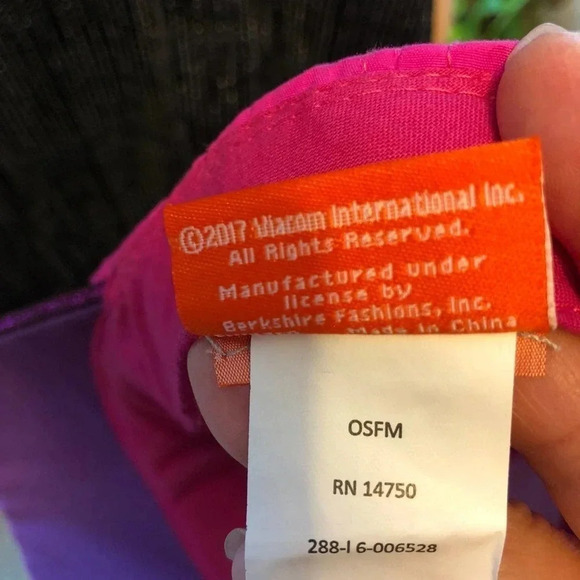 ©2017 Viacom International Inc.
All Rights Reserved.
Manufactured under
license by
Berkshire Fashions, Inc.
Made in China
OSFM
RN 14750
288-I 6-006528